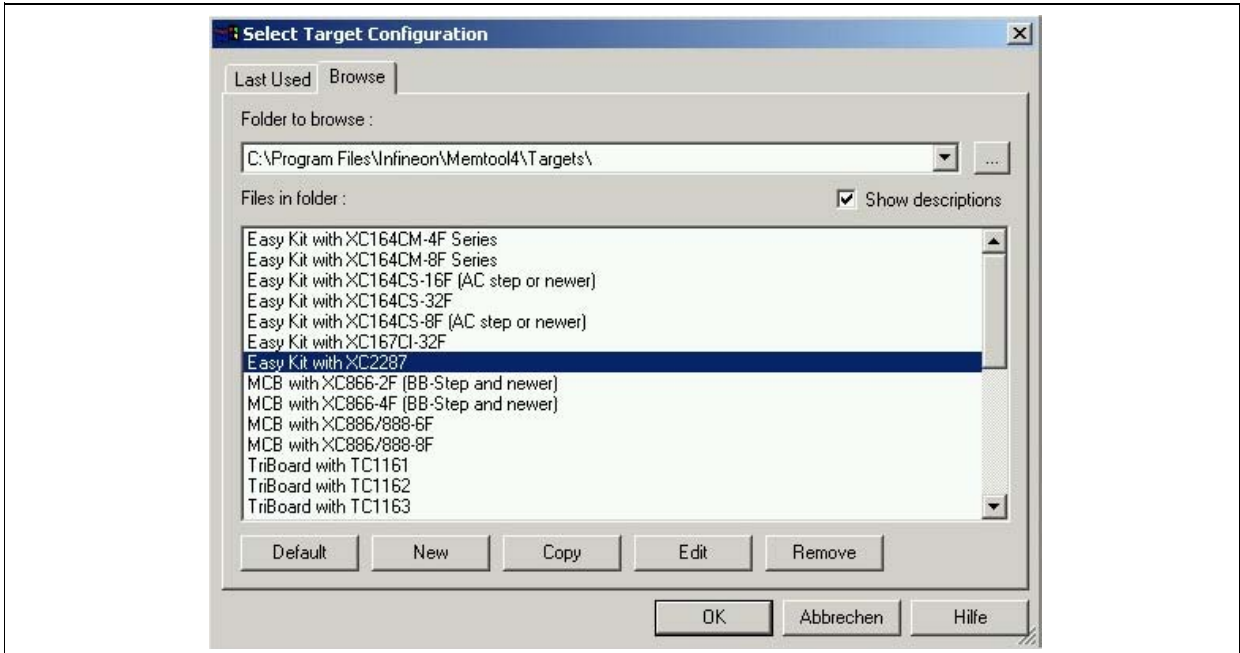 Select Target Configuration
Last Used Browse
Folder to browse :
C:\Program Files\Infineon\Memtool4\Targets\ ...
Files in folder : Show descriptions
Easy Kit with XC164CM-4F Series
Easy Kit with XC164CM-8F Series
Easy Kit with XC164CS-16F (AC step or newer)
Easy Kit with XC164CS-32F
Easy Kit with XC164CS-8F (AC step or newer)
Easy Kit with XC167CI-32F
Easy Kit with XC2287
MCB with XC866-2F (BB-Step and newer)
MCB with XC866-4F (BB-Step and newer)
MCB with XC886/888-6F
MCB with XC886/888-8F
TriBoard with TC1161
TriBoard with TC1162
TriBoard with TC1163
Default New Copy Edit Remove
OK Abbrechen Hilfe